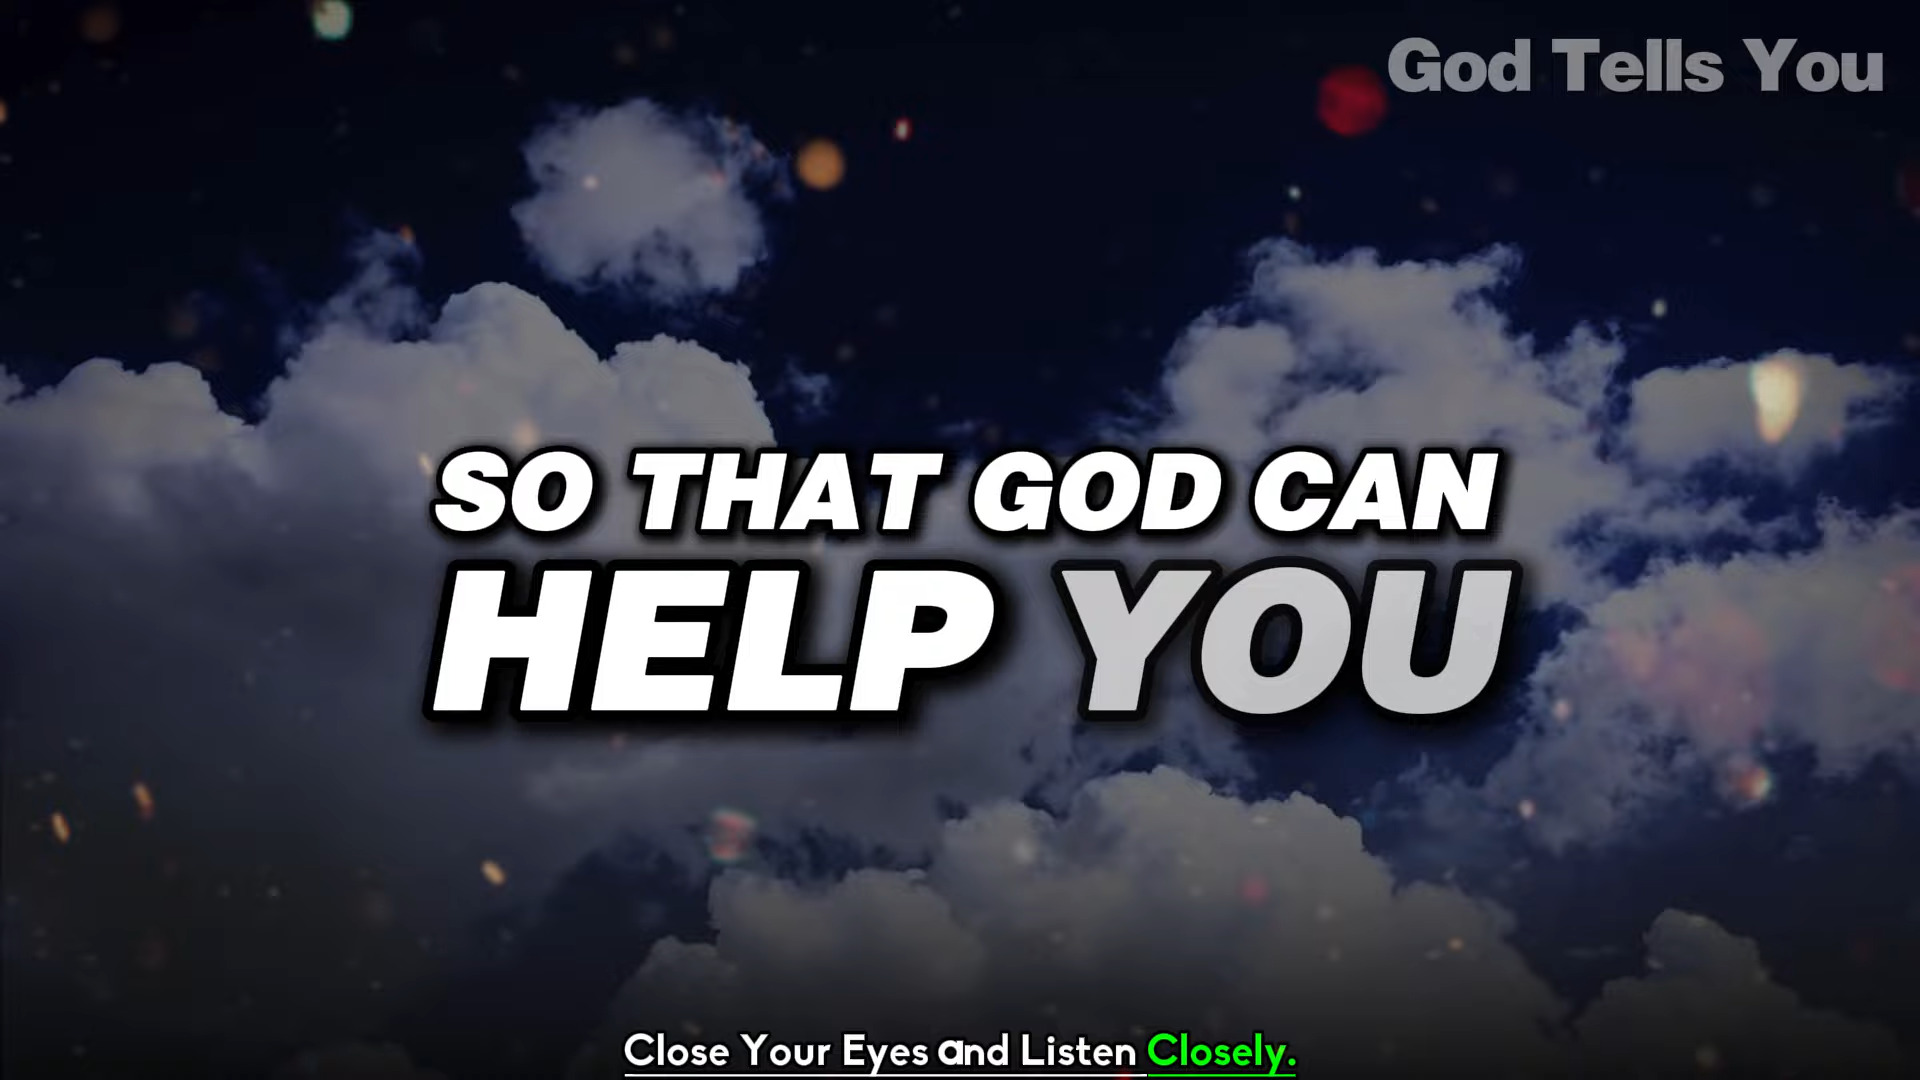 God Tells You
SO THAT GOD CAN
HELP YOU
Close Your Eyes and Listen Closely.